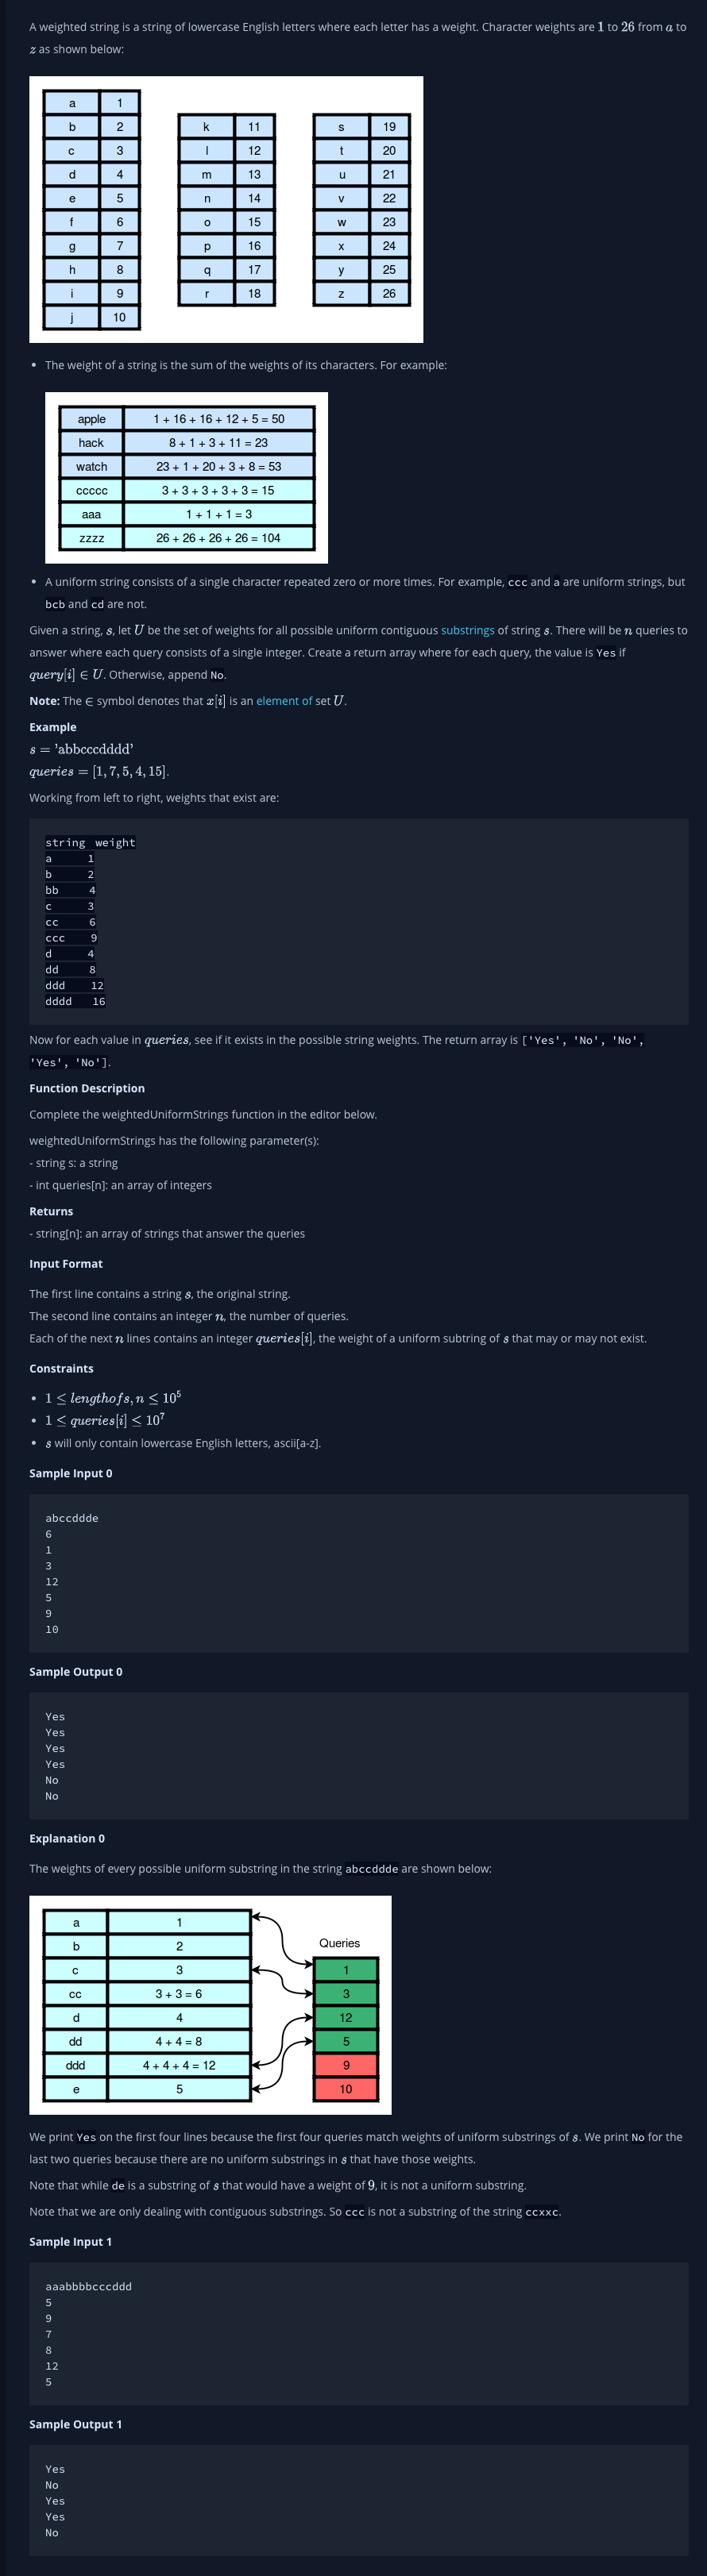 A weighted string is a string of lowercase English letters where each letter has a weight. Character weights are 1 to 26 from a to
z as shown below:
a 1
b 2 k 11 s 19
c 3 l 12 t 20
d 4 m 13 u 21
e 5 n 14 v 22
f 6 o 15 w 23
g 7 p 16 x 24
h 8 q 17 y 25
i 9 r 18 z 26
j 10
• The weight of a string is the sum of the weights of its characters. For example:
apple 1 + 16 + 16 + 12 + 5 = 50
hack 8 + 1 + 3 + 11 = 23
watch 23 + 1 + 20 + 3 + 8 = 53
ccccc 3 + 3 + 3 + 3 + 3 = 15
aaa 1 + 1 + 1 = 3
zzzz 26 + 26 + 26 + 26 = 104
• A uniform string consists of a single character repeated zero or more times. For example, ccc and a are uniform strings, but
bcb and cd are not.
Given a string, s, let U be the set of weights for all possible uniform contiguous substrings of string s. There will be n queries to
answer where each query consists of a single integer. Create a return array where for each query, the value is Yes if
query[i] ∈ U. Otherwise, append No.
Note: The ∈ symbol denotes that x[i] is an element of set U.
Example
s = 'abbcccdddd'
queries = [1, 7, 5, 4, 15].
Working from left to right, weights that exist are:
string weight
a 1
b 2
bb 4
c 3
cc 6
ccc 9
d 4
dd 8
ddd 12
dddd 16
Now for each value in queries, see if it exists in the possible string weights. The return array is ['Yes', 'No', 'No',
'Yes', 'No'].
Function Description
Complete the weightedUniformStrings function in the editor below.
weightedUniformStrings has the following parameter(s):
- string s: a string
- int queries[n]: an array of integers
Returns
- string[n]: an array of strings that answer the queries
Input Format
The first line contains a string s, the original string.
The second line contains an integer n, the number of queries.
Each of the next n lines contains an integer queries[i], the weight of a uniform subtring of s that may or may not exist.
Constraints
• 1 ≤ lengthofs, n ≤ 10⁵
• 1 ≤ queries[i] ≤ 10⁷
• s will only contain lowercase English letters, ascii[a-z].
Sample Input 0
abccddde
6
1
3
12
5
9
10
Sample Output 0
Yes
Yes
Yes
Yes
No
No
Explanation 0
The weights of every possible uniform substring in the string abccddde are shown below:
a 1
b 2 Queries
c 3 1
cc 3 + 3 = 6 3
d 4 12
dd 4 + 4 = 8 5
ddd 4 + 4 + 4 = 12 9
e 5 10
We print Yes on the first four lines because the first four queries match weights of uniform substrings of s. We print No for the
last two queries because there are no uniform substrings in s that have those weights.
Note that while de is a substring of s that would have a weight of 9, it is not a uniform substring.
Note that we are only dealing with contiguous substrings. So ccc is not a substring of the string ccxxc.
Sample Input 1
aaabbbbcccddd
5
9
7
8
12
5
Sample Output 1
Yes
No
Yes
Yes
No